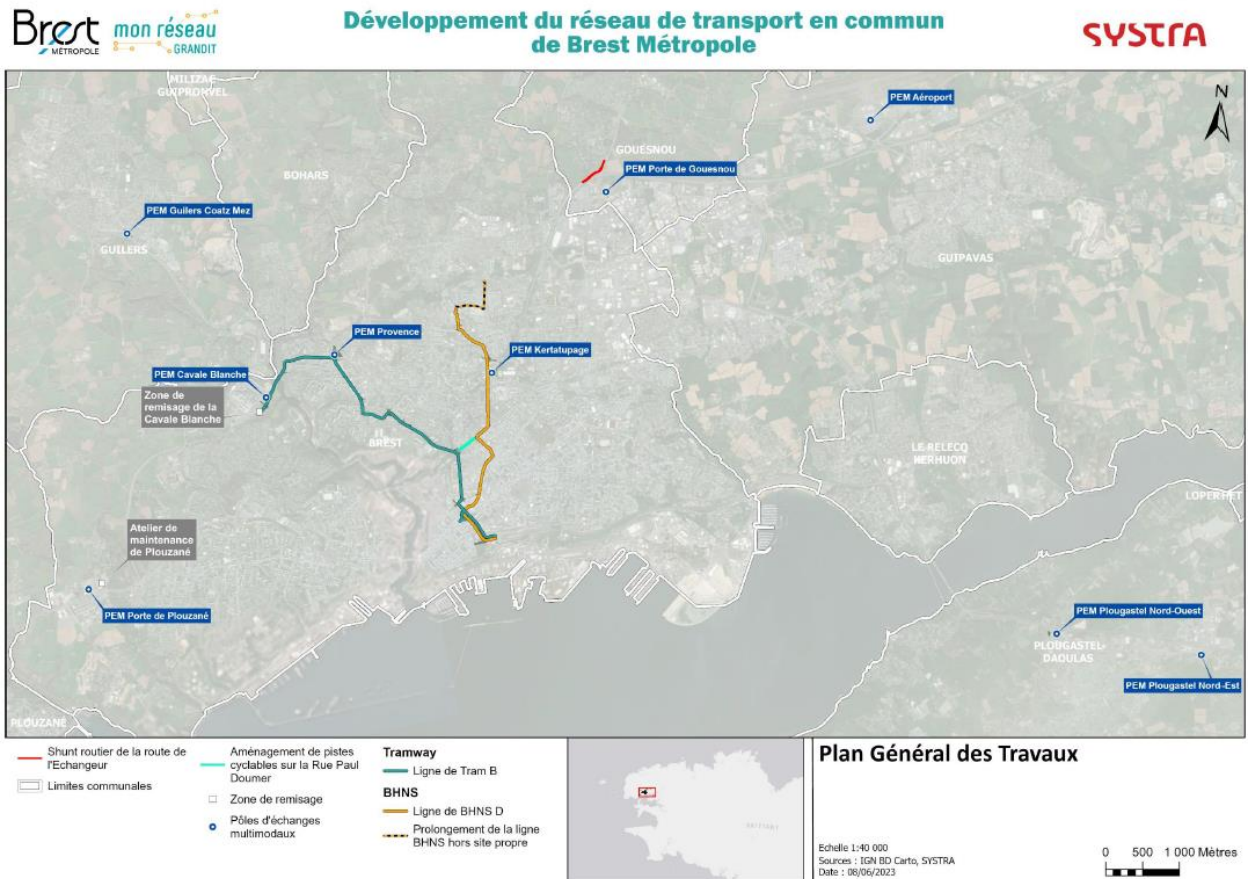 Brest
MÉTROPOLE
mon réseau
GRANDIT
Développement du réseau de transport en commun
de Brest Métropole
SYSTRA
MILIZAC
GUIPRONVEL
PEM Aéroport
N
GOUESNOU
PEM Porte de Gouesnou
BOHARS
PEM Guilers Coatz Mez
GUILERS
GUIPAVAS
PEM Provence
PEM Kertatupage
PEM Cavale Blanche
Zone de
remisage de la
Cavale Blanche
BREST
LE RELECQ
KERHUON
LOPERHET
Atelier de
maintenance
de Plouzané
PEM Porte de Plouzané
PEM Plougastel Nord-Ouest
PLOUGASTEL-
DAOULAS
PEM Plougastel Nord-Est
PLOUZANÉ
Shunt routier de la route de
l'Echangeur
Limites communales
Aménagement de pistes
cyclables sur la Rue Paul
Doumer
Zone de remisage
Pôles d'échanges
multimodaux
Tramway
Ligne de Tram B
BHNS
Ligne de BHNS D
Prolongement de la ligne
BHNS hors site propre
Plan Général des Travaux
Echelle 1:40 000
Sources : IGN BD Carto, SYSTRA
Date : 08/06/2023
0 500 1 000 Mètres